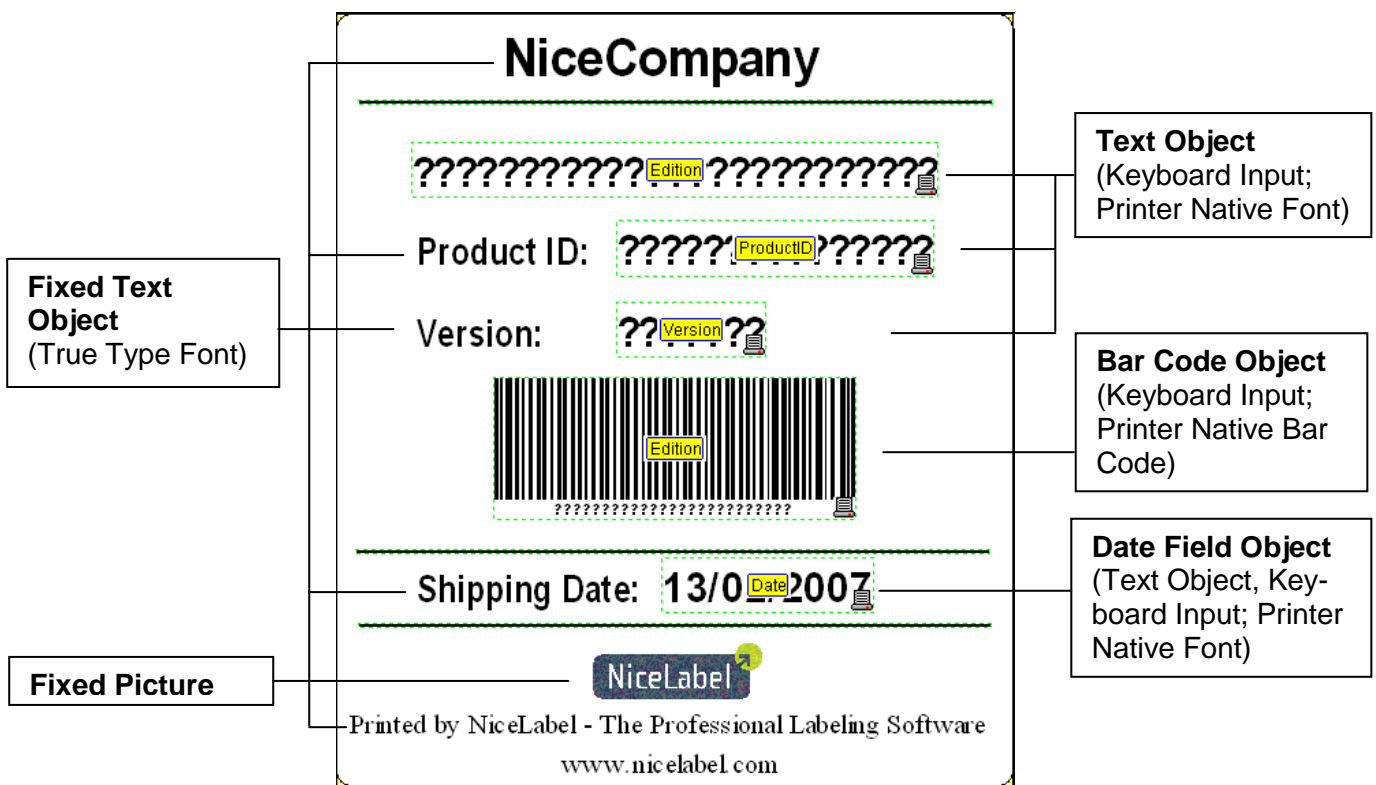 NiceCompany
Text Object
(Keyboard Input;
Printer Native Font)
????????????? Edition ???????????
Product ID: ?????? ProductID ??????
Fixed Text
Object
(True Type Font)
Version: ?? Version ??
Bar Code Object
(Keyboard Input;
Printer Native Bar
Code)
Edition
????????????????????????
Date Field Object
(Text Object, Key-
board Input; Printer
Native Font)
Shipping Date: 13/0 Date 2007
Fixed Picture
NiceLabel
Printed by NiceLabel - The Professional Labeling Software
www.nicelabel.com